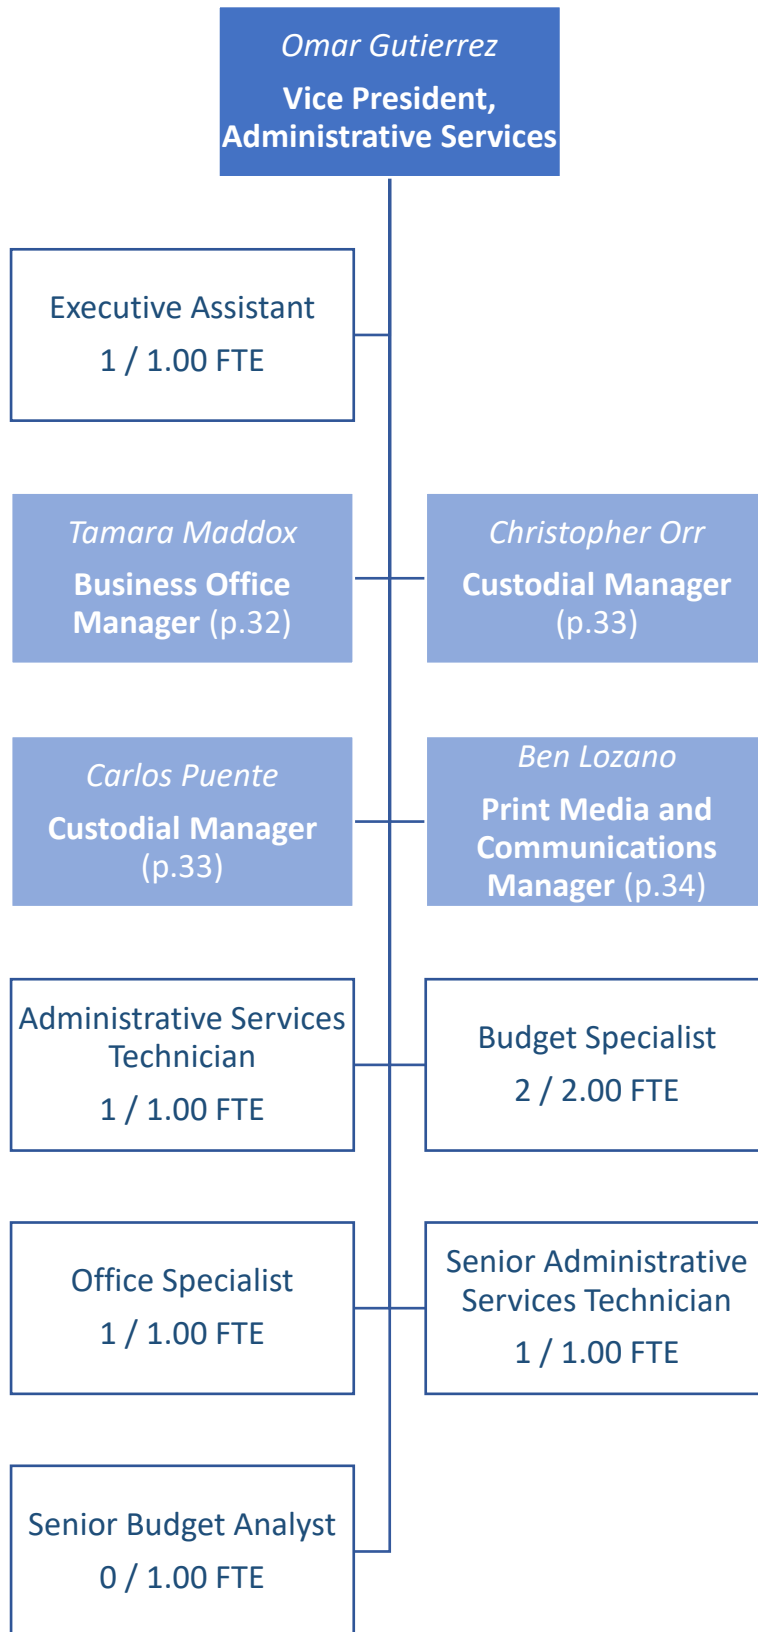 Omar Gutierrez
Vice President,
Administrative Services
Executive Assistant
1 / 1.00 FTE
Tamara Maddox
Business Office
Manager (p.32)
Christopher Orr
Custodial Manager
(p.33)
Carlos Puente
Custodial Manager
(p.33)
Ben Lozano
Print Media and
Communications
Manager (p.34)
Administrative Services
Technician
1 / 1.00 FTE
Budget Specialist
2 / 2.00 FTE
Office Specialist
1 / 1.00 FTE
Senior Administrative
Services Technician
1 / 1.00 FTE
Senior Budget Analyst
0 / 1.00 FTE